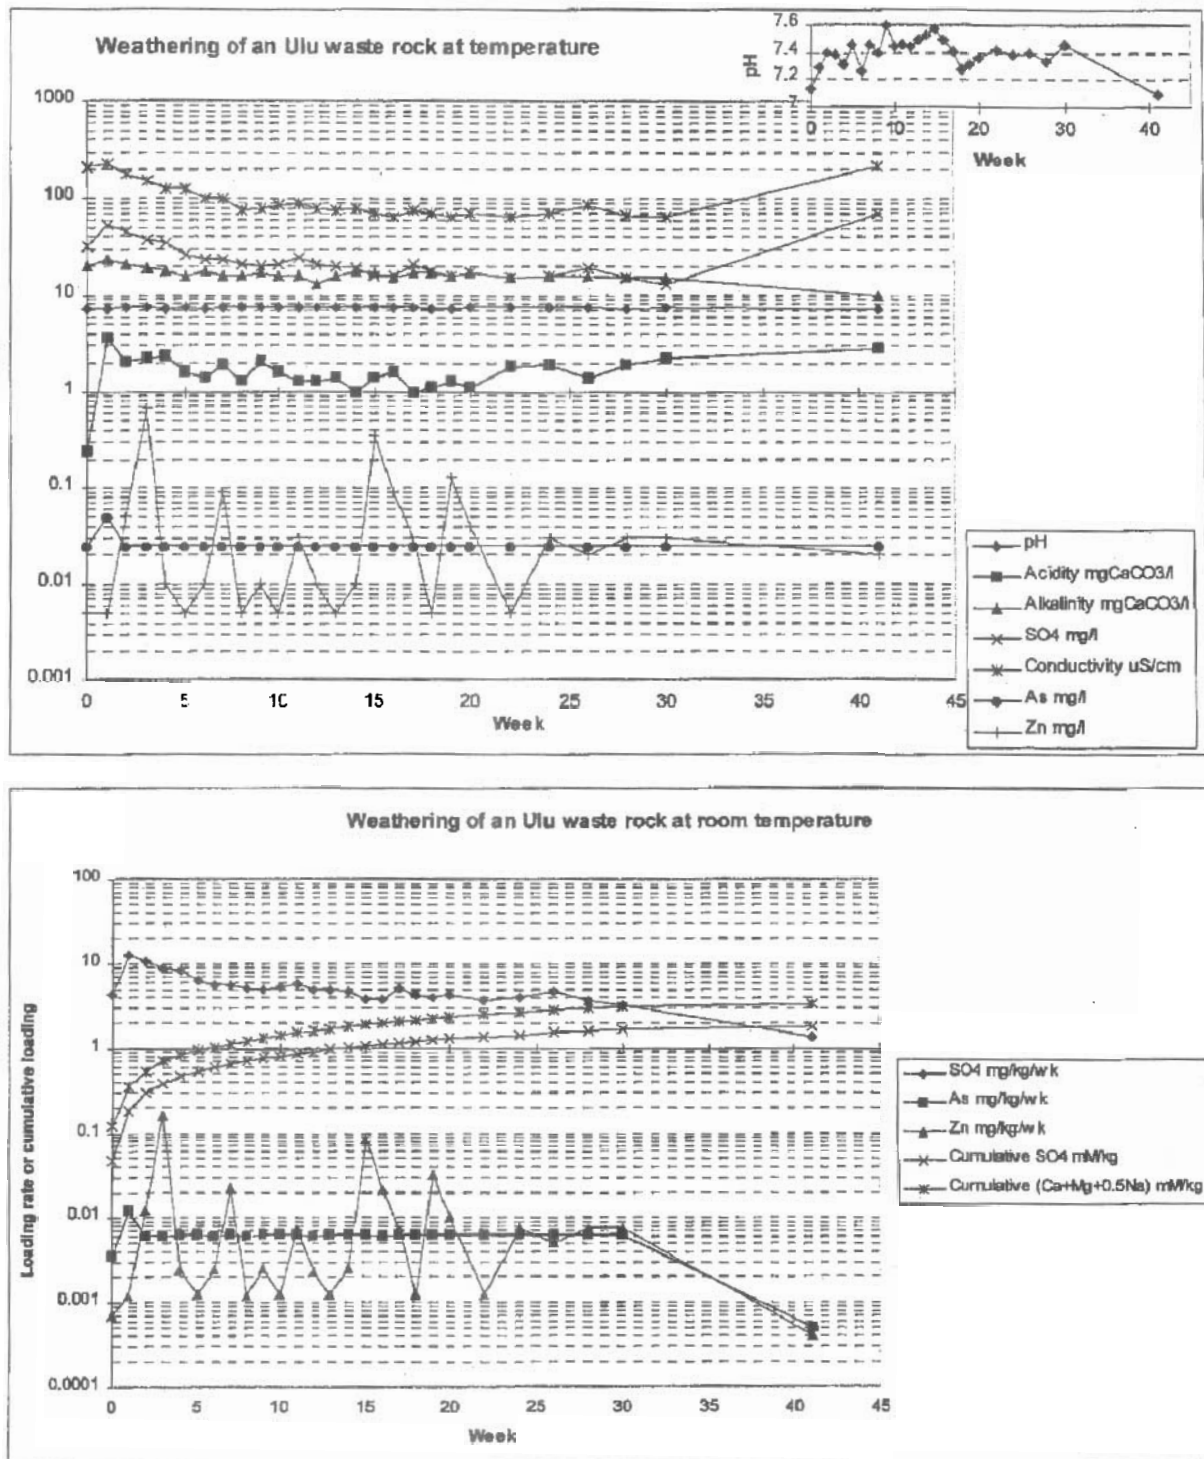 Weathering of an Ulu waste rock at temperature
1000
100
10
1
0.1
0.01
0.001
0 5 10 15 20 25 30 35 40 45
Week
pH
7.6
7.4
7.2
7
0 10 20 30 40
Week
pH
Acidity mgCaCO3/l
Alkalinity mgCaCO3/l
SO4 mg/l
Conductivity uS/cm
As mg/l
Zn mg/l
Weathering of an Ulu waste rock at room temperature
Loading rate or cumulative loading
100
10
1
0.1
0.01
0.001
0.0001
0 5 10 15 20 25 30 35 40 45
Week
SO4 mg/kg/wk
As mg/kg/wk
Zn mg/kg/wk
Cumulative SO4 mM/kg
Cumulative (Ca+Mg+0.5Na) mM/kg